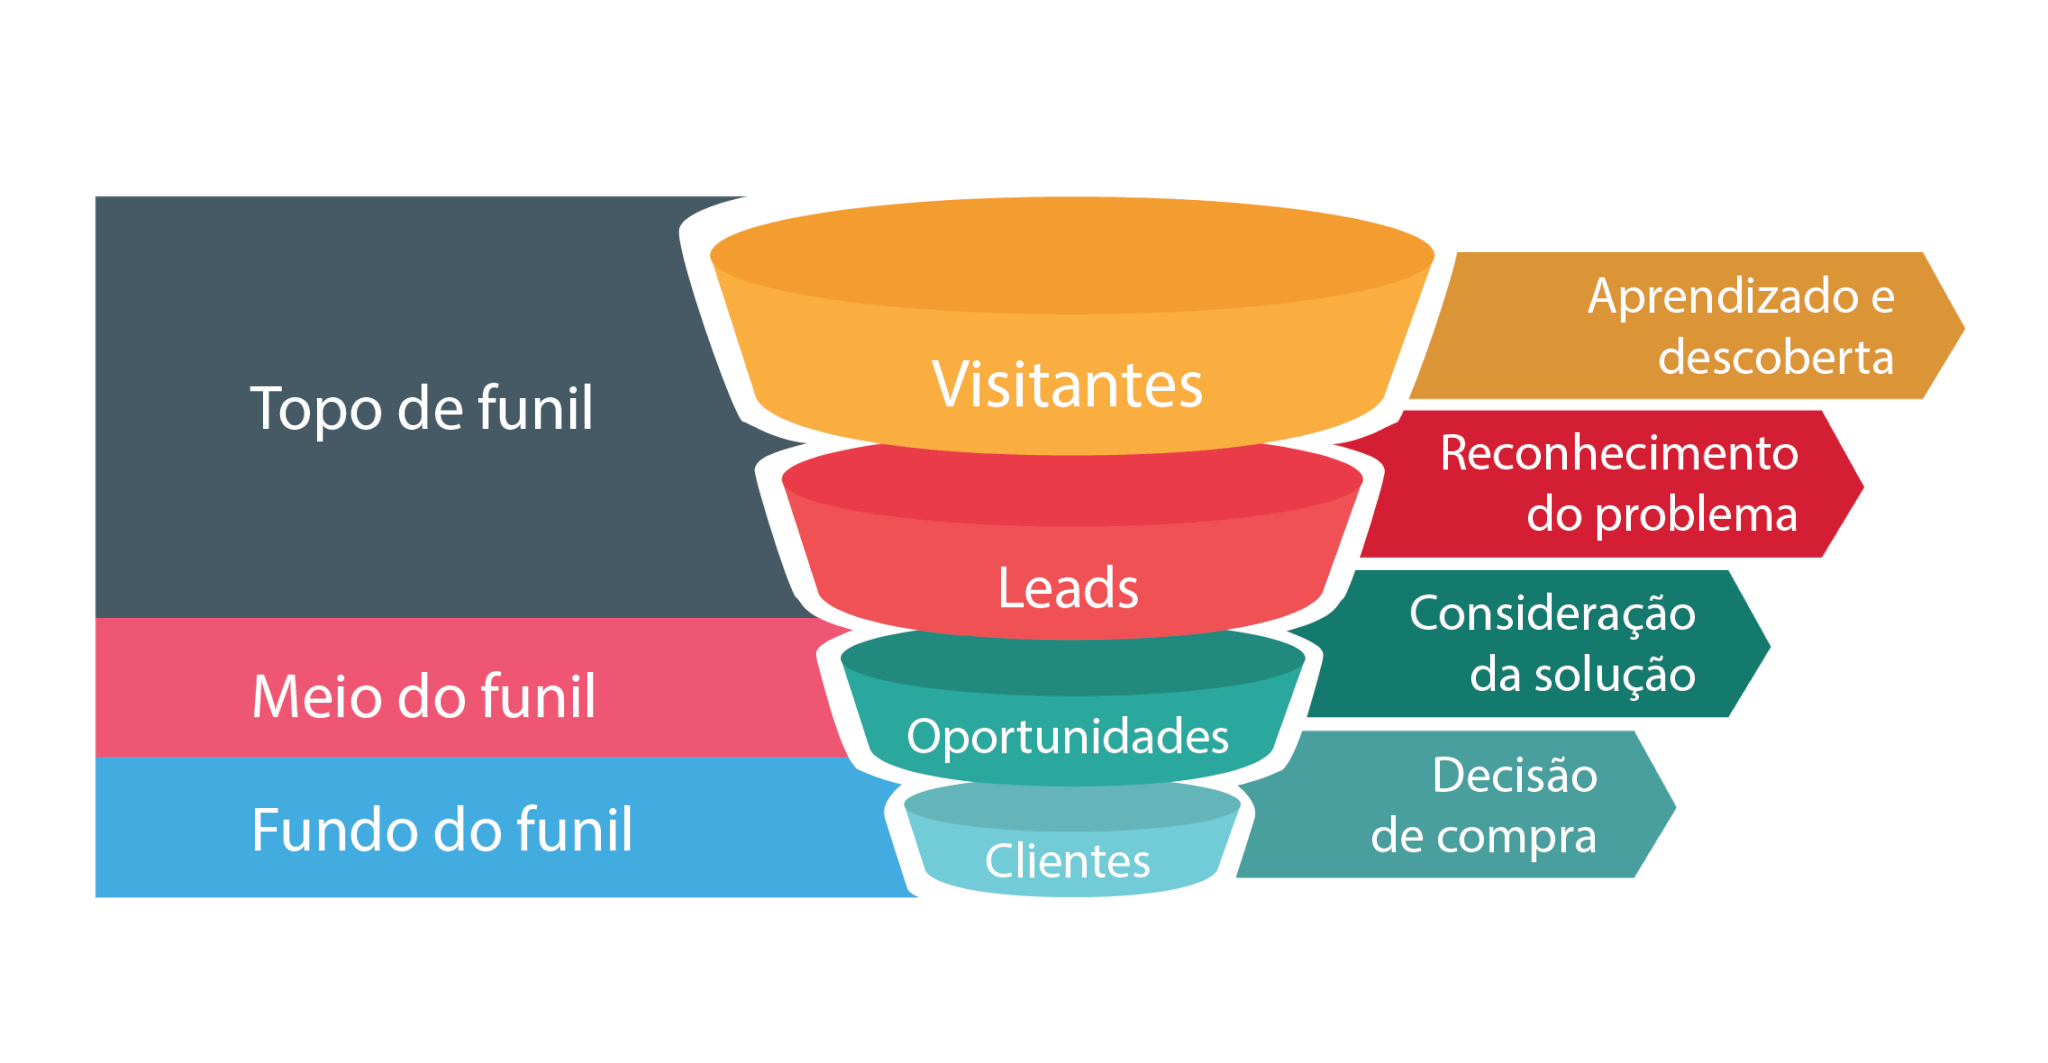 Topo de funil
Meio do funil
Fundo do funil
Visitantes
Leads
Oportunidades
Clientes
Aprendizado e
descoberta
Reconhecimento
do problema
Consideração
da solução
Decisão
de compra